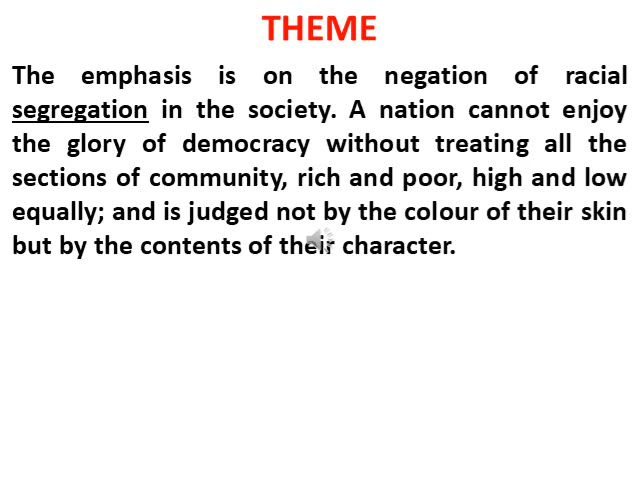 THEME
The emphasis is on the negation of racial
segregation in the society. A nation cannot enjoy
the glory of democracy without treating all the
sections of community, rich and poor, high and low
equally; and is judged not by the colour of their skin
but by the contents of their character.